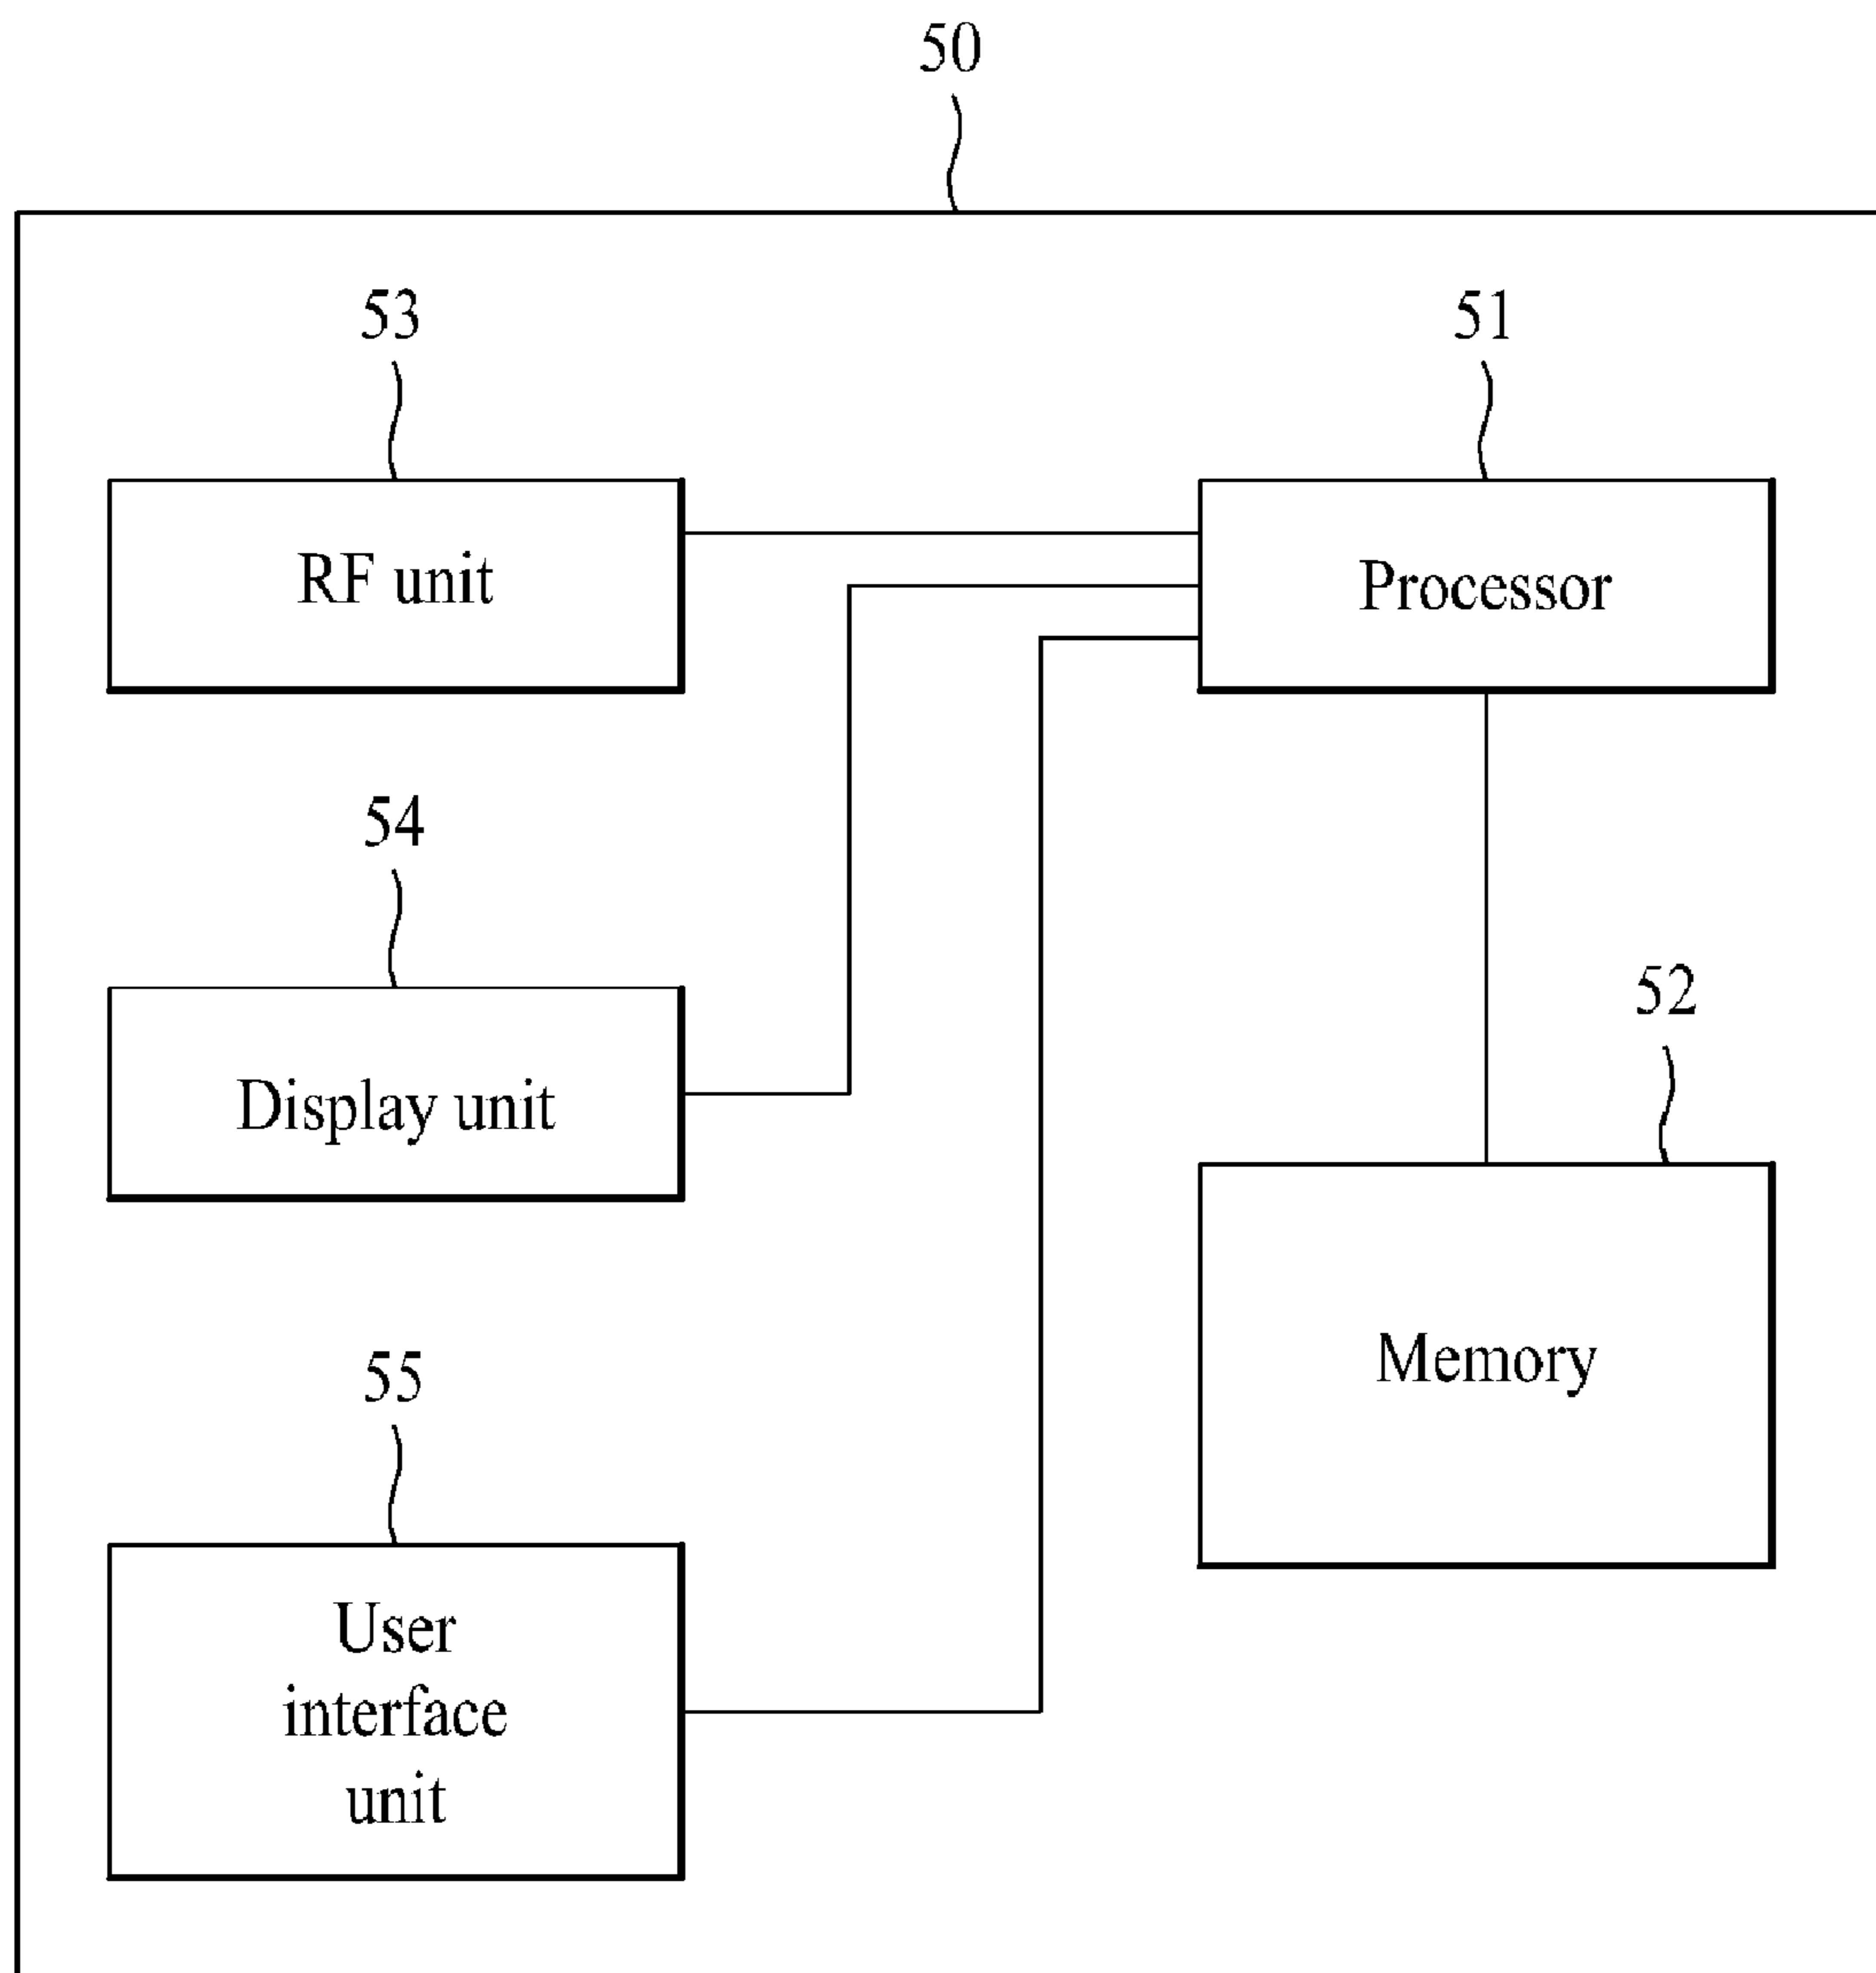 50
53
51
RF unit
Processor
54
52
Display unit
Memory
55
User
interface
unit